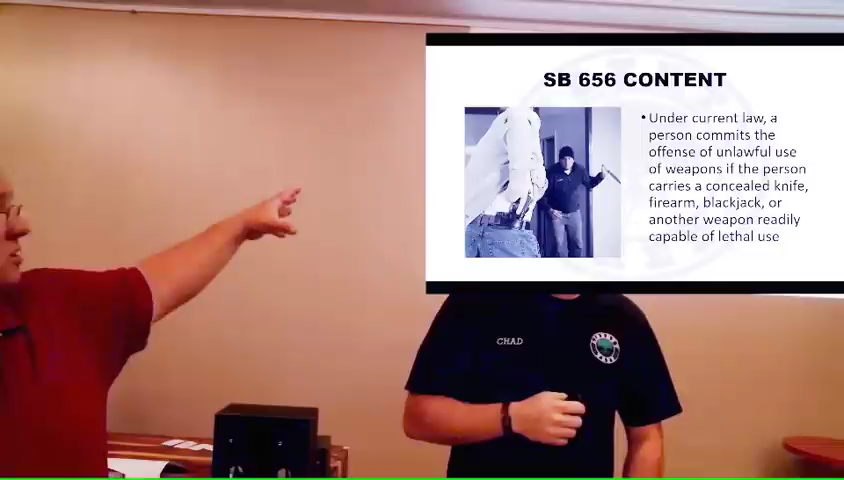 SB 656 CONTENT
• Under current law, a
person commits the
offense of unlawful use
of weapons if the person
carries a concealed knife,
firearm, blackjack, or
another weapon readily
capable of lethal use
CHAD